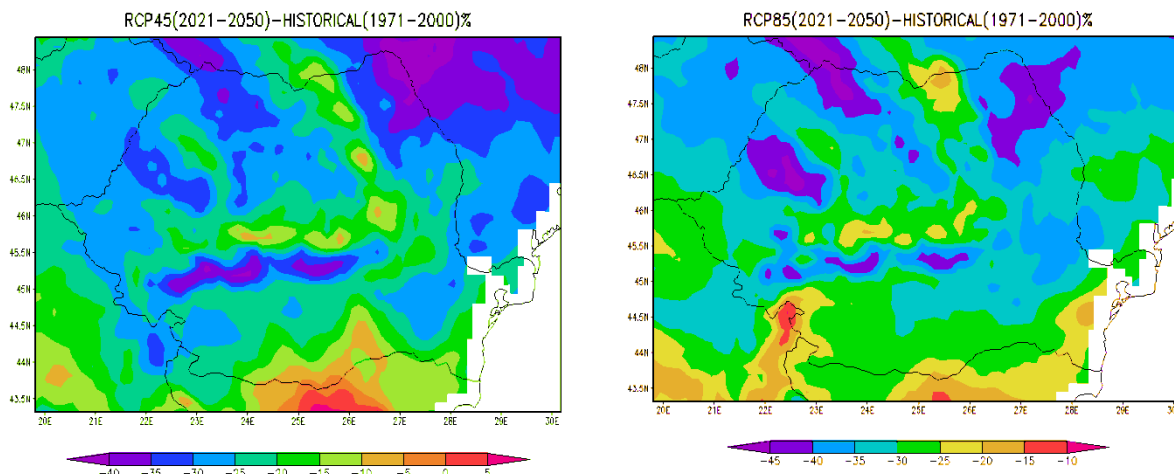 RCP45(2021−2050)−HISTORICAL(1971−2000)%
48N
47.5N
47N
46.5N
46N
45.5N
45N
44.5N
44N
43.5N
20E 21E 22E 23E 24E 25E 26E 27E 28E 29E 30E
−40 −35 −30 −25 −20 −15 −10 −5 0 5
RCP85(2021−2050)−HISTORICAL(1971−2000)%
48N
47.5N
47N
46.5N
46N
45.5N
45N
44.5N
44N
43.5N
20E 21E 22E 23E 24E 25E 26E 27E 28E 29E 30E
−45 −40 −35 −30 −25 −20 −15 −10